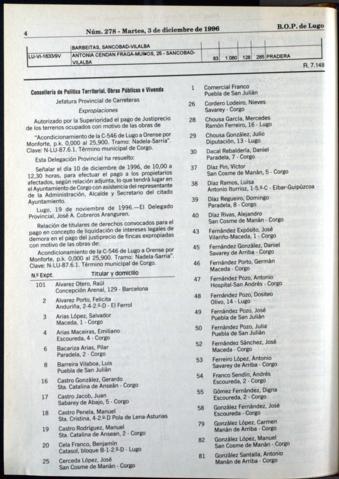 4
Núm. 278 - Martes, 3 de diciembre de 1996
B.O.P. de Lugo
BARBEITAS, SANCOBAD-VILALBA
LU-VI-1633/9V
ANTONIA CENDAN FRAGA-MUMOS, 26 - SANCOBAD-VILALBA
83
1 060
128
265
PRADERA
R. 7.148
Consellería de Política Territorial, Obras Públicas e Vivenda
Jefatura Provincial de Carreteras
Expropiaciones
Autorizado por la Superioridad el pago de Justiprecio
de los terrenos ocupados con motivo de las obras de
"Acondicionamiento de la C-546 de Lugo a Orense por
Monforte, p.k. 0,000 al 25,900. Tramo: Nadela-Sarria".
Clave: N-LU-87.6.1. Término municipal de Corgo.
Esta Delegación Provincial ha resuelto:
Señalar el día 10 de diciembre de 1996, de 10,00 a
12,30 horas, para efectuar el pago a los propietarios
afectados, según relación adjunta, lo que tendrá lugar en
el Ayuntamiento de Corgo con asistencia del representante
de la Administración, Alcalde y Secretario del citado
Ayuntamiento.
Lugo, 19 de noviembre de 1996.—El Delegado
Provincial, José A. Cobreros Aranguren.
Relación de titulares de derechos convocados para el
pago en concepto de liquidación de intereses legales de
demora en el pago del justiprecio de fincas expropiadas
con motivo de las obras de:
"Acondicionamiento de la C-546 de Lugo a Orense por
Monforte, p.k. 0,000 al 25,900. Tramo: Nadela-Sarria".
Clave: N-LU-87.6.1. Término municipal de Corgo.
N.º Expt. Titular y domicilio
101 Alvarez Otero, Raúl
Concepción Arenal, 129 - Barcelona
2 Alvarez Porto, Felicita
Anduriña, 2-4-2.º-D - El Ferrol
3 Arias López, Salvador
Maceda, 1 - Corgo
4 Arias Maceiras, Emiliano
Escoureda, 4 - Corgo
6 Bacariza Arias, Pilar
Paradela, 2 - Corgo
8 Barreira Vilaboa, Luis
Puebla de San Julián
16 Castro González, Gerardo
Sta. Catalina de Anseán - Corgo
17 Castro Jacob, Juan
Sabarey de Abajo, 5 - Corgo
18 Castro Penela, Manuel
Sta. Cristina, 4-2.º-D Pola de Lena-Asturias
19 Castro Rodríguez, Manuel
Sta. Catalina de Ansean, 2 - Corgo
20 Cela Franco, Benjamín
Catasol, bloque B-1-2.º-D - Lugo
25 Cerceda López, José
San Cosme de Manán - Corgo
1 Comercial Franco
Puebla de San Julián
26 Cordero Lodeiro, Nieves
Savarey - Corgo
28 Chousa García, Mercedes
Ramón Ferreiro, 16 - Lugo
29 Chousa González, Julio
Diputación, 13 - Lugo
30 Dacal Rebaldería, Daniel
Paradela, 7 - Corgo
37 Díaz Pin, Víctor
San Cosme de Manán, 5 - Corgo
38 Díaz Ramos, Luisa
Antonio Iturrioz, 1-5.º-C - Eibar-Guipúzcoa
39 Díaz Regueiro, Domingo
Paradela, 8 - Corgo
40 Díaz Rivas, Alejandro
San Cosme de Manán - Corgo
43 Fernández Expósito, José
Vilariño-Maceda, 1 - Corgo
45 Fernández González, Daniel
Savarey de Arriba - Corgo
46 Fernández Porto, Germán
Maceda - Corgo
47 Fernández Pozo, Antonio
Hospital-San Andrés - Corgo
48 Fernández Pozo, Dositeo
Olivo, 14 - Lugo
49 Fernández Pozo, José
Puebla de San Julián
50 Fernández Pozo, Julia
Puebla de San Julián
52 Fernández Sánchez, José
Maceda - Corgo
53 Ferreiro López, Antonio
Savarey de Arriba - Corgo
54 Franco Sendín, Andrés
Escoureda, 2 - Corgo
55 Gómez Fernández, Digna
Escoureda - Corgo
58 González Fernández, José
Escoureda - Corgo
79 González López, Carmen
Manán de Arriba - Corgo
82 González López, Manuel
San Cosme de Manán - Corgo
81 González Santalla, Antonio
Manán de Arriba - Corgo